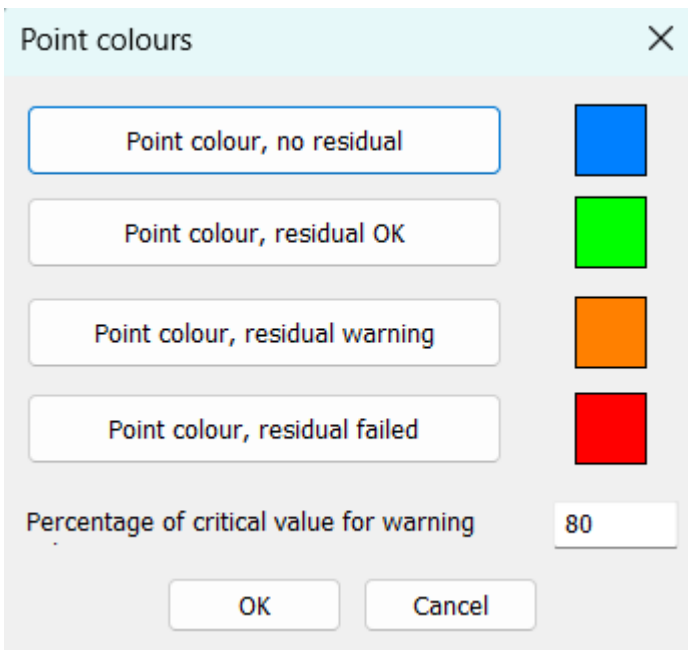 Point colours
Point colour, no residual
Point colour, residual OK
Point colour, residual warning
Point colour, residual failed
Percentage of critical value for warning
80
OK
Cancel